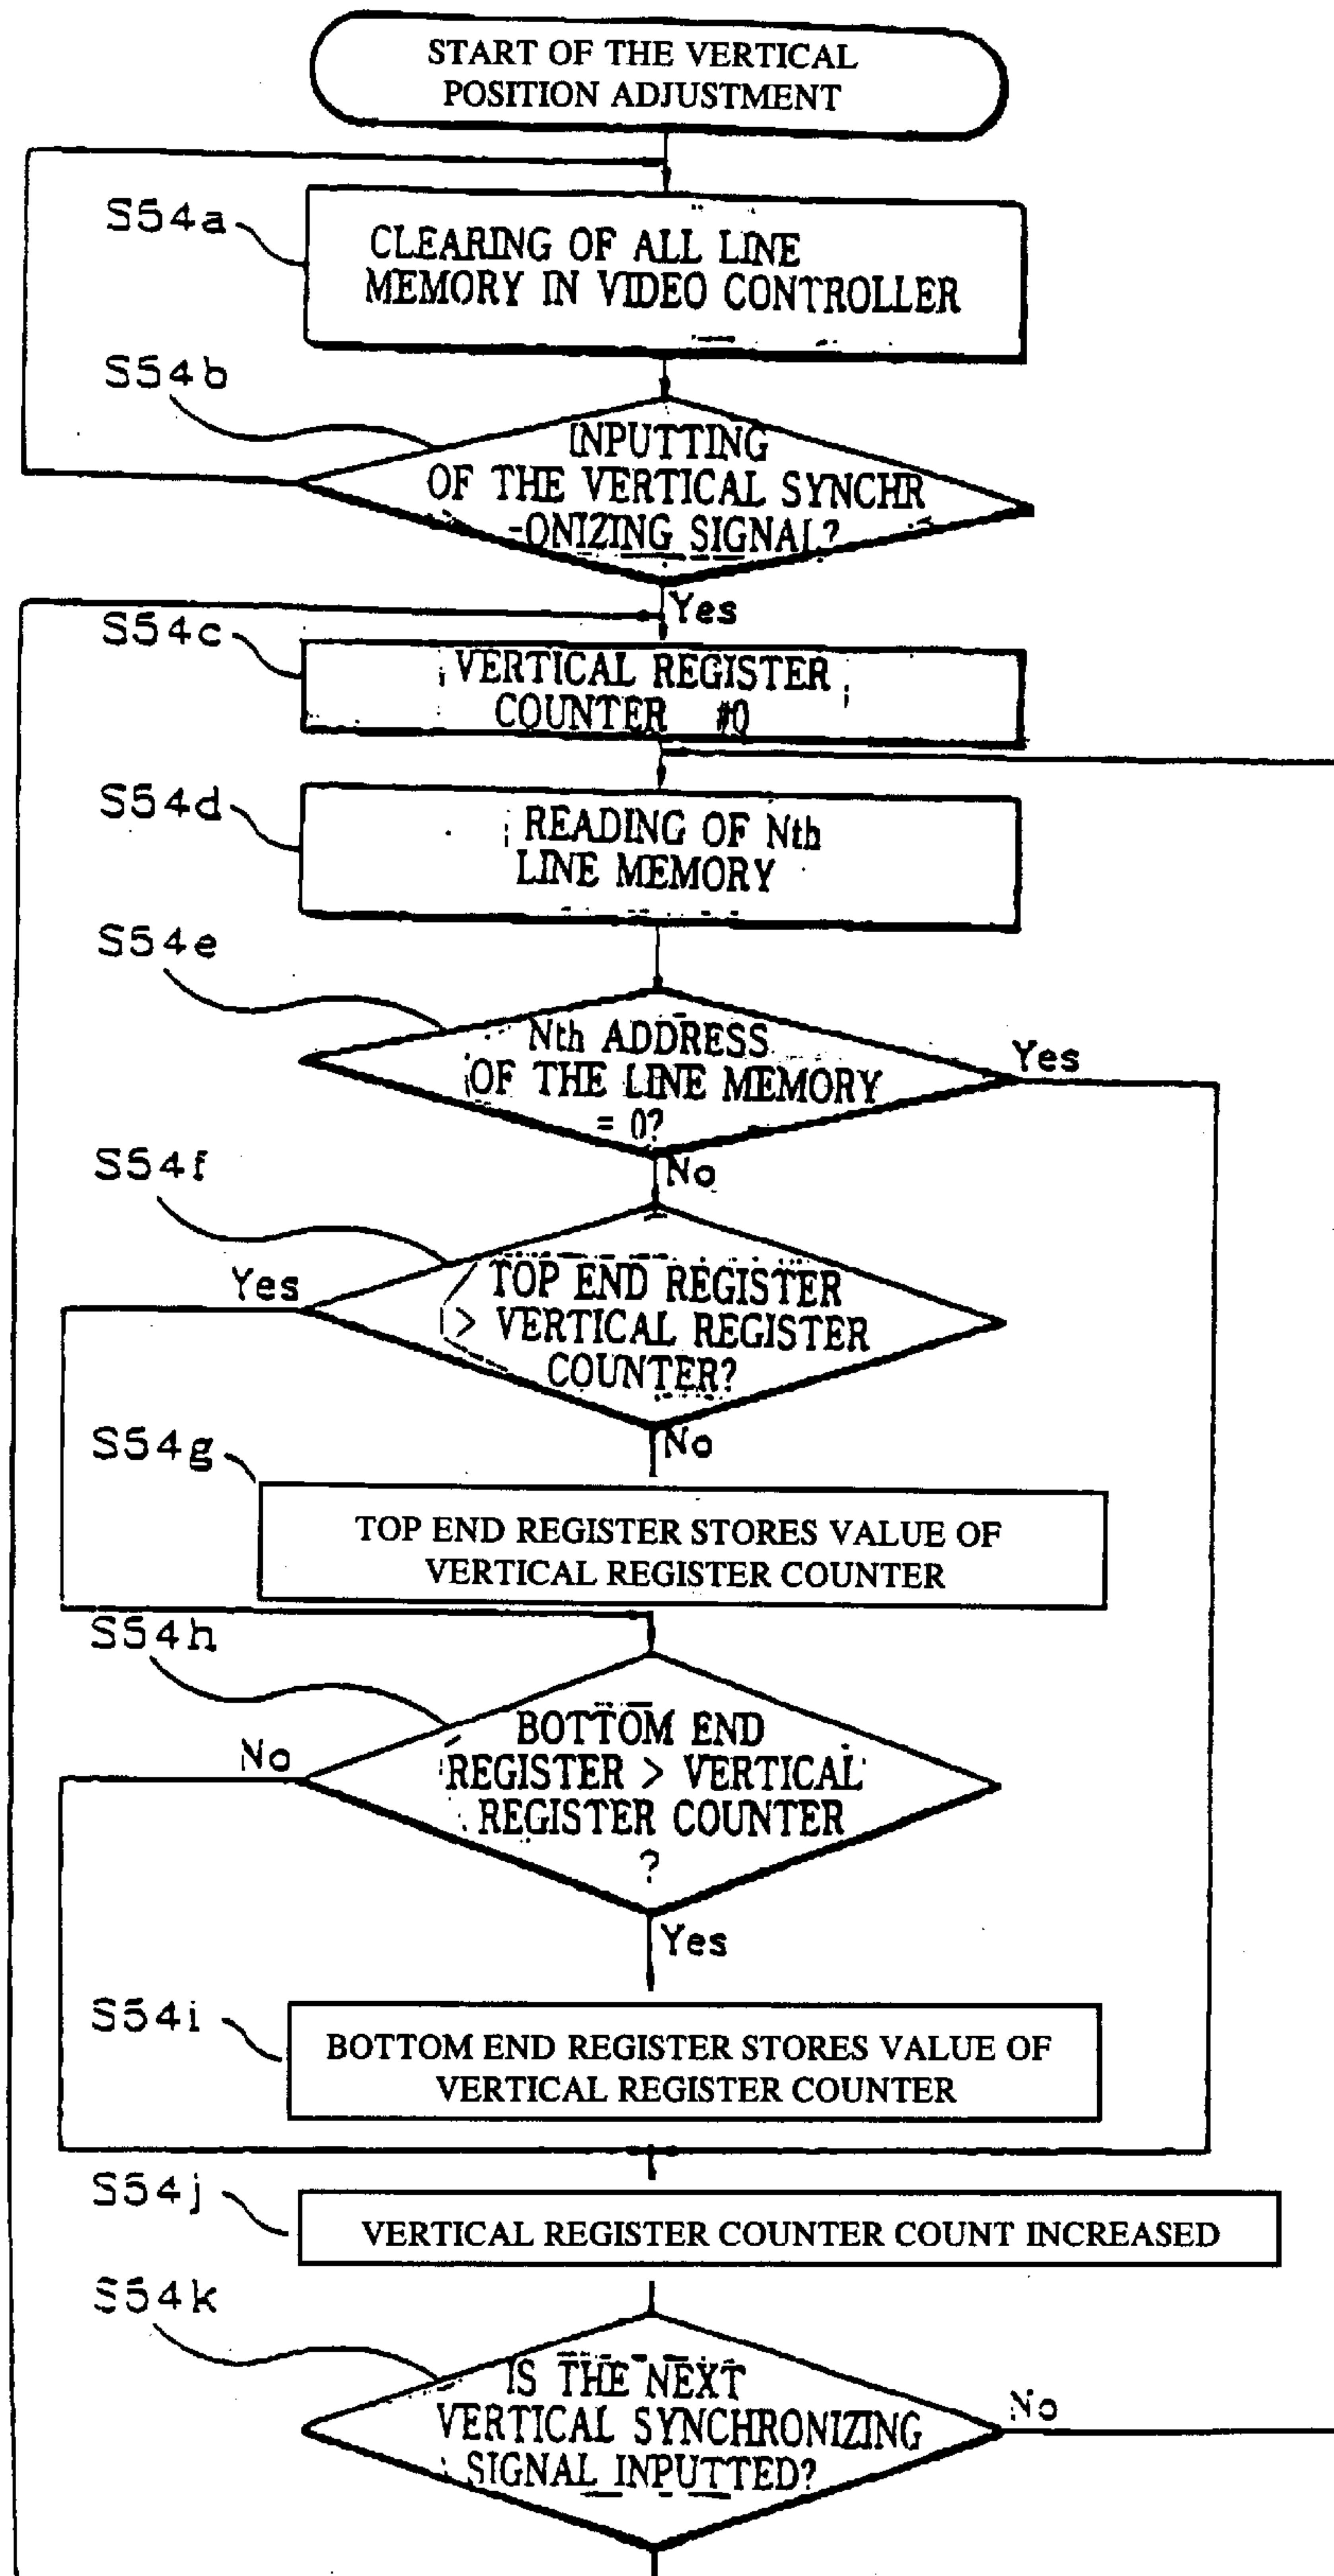 START OF THE VERTICAL
POSITION ADJUSTMENT
S54a
CLEARING OF ALL LINE
MEMORY IN VIDEO CONTROLLER
S54b
INPUTTING
OF THE VERTICAL SYNCHR
-ONIZING SIGNAL?
Yes
S54c
VERTICAL REGISTER
COUNTER #0
S54d
READING OF Nth
LINE MEMORY
S54e
Nth ADDRESS
OF THE LINE MEMORY
= 0?
Yes
No
S54f
TOP END REGISTER
> VERTICAL REGISTER
COUNTER?
Yes
No
S54g
TOP END REGISTER STORES VALUE OF
VERTICAL REGISTER COUNTER
S54h
BOTTOM END
REGISTER > VERTICAL
REGISTER COUNTER
?
No
Yes
S54i
BOTTOM END REGISTER STORES VALUE OF
VERTICAL REGISTER COUNTER
S54j
VERTICAL REGISTER COUNTER COUNT INCREASED
S54k
IS THE NEXT
VERTICAL SYNCHRONIZING
SIGNAL INPUTTED?
No